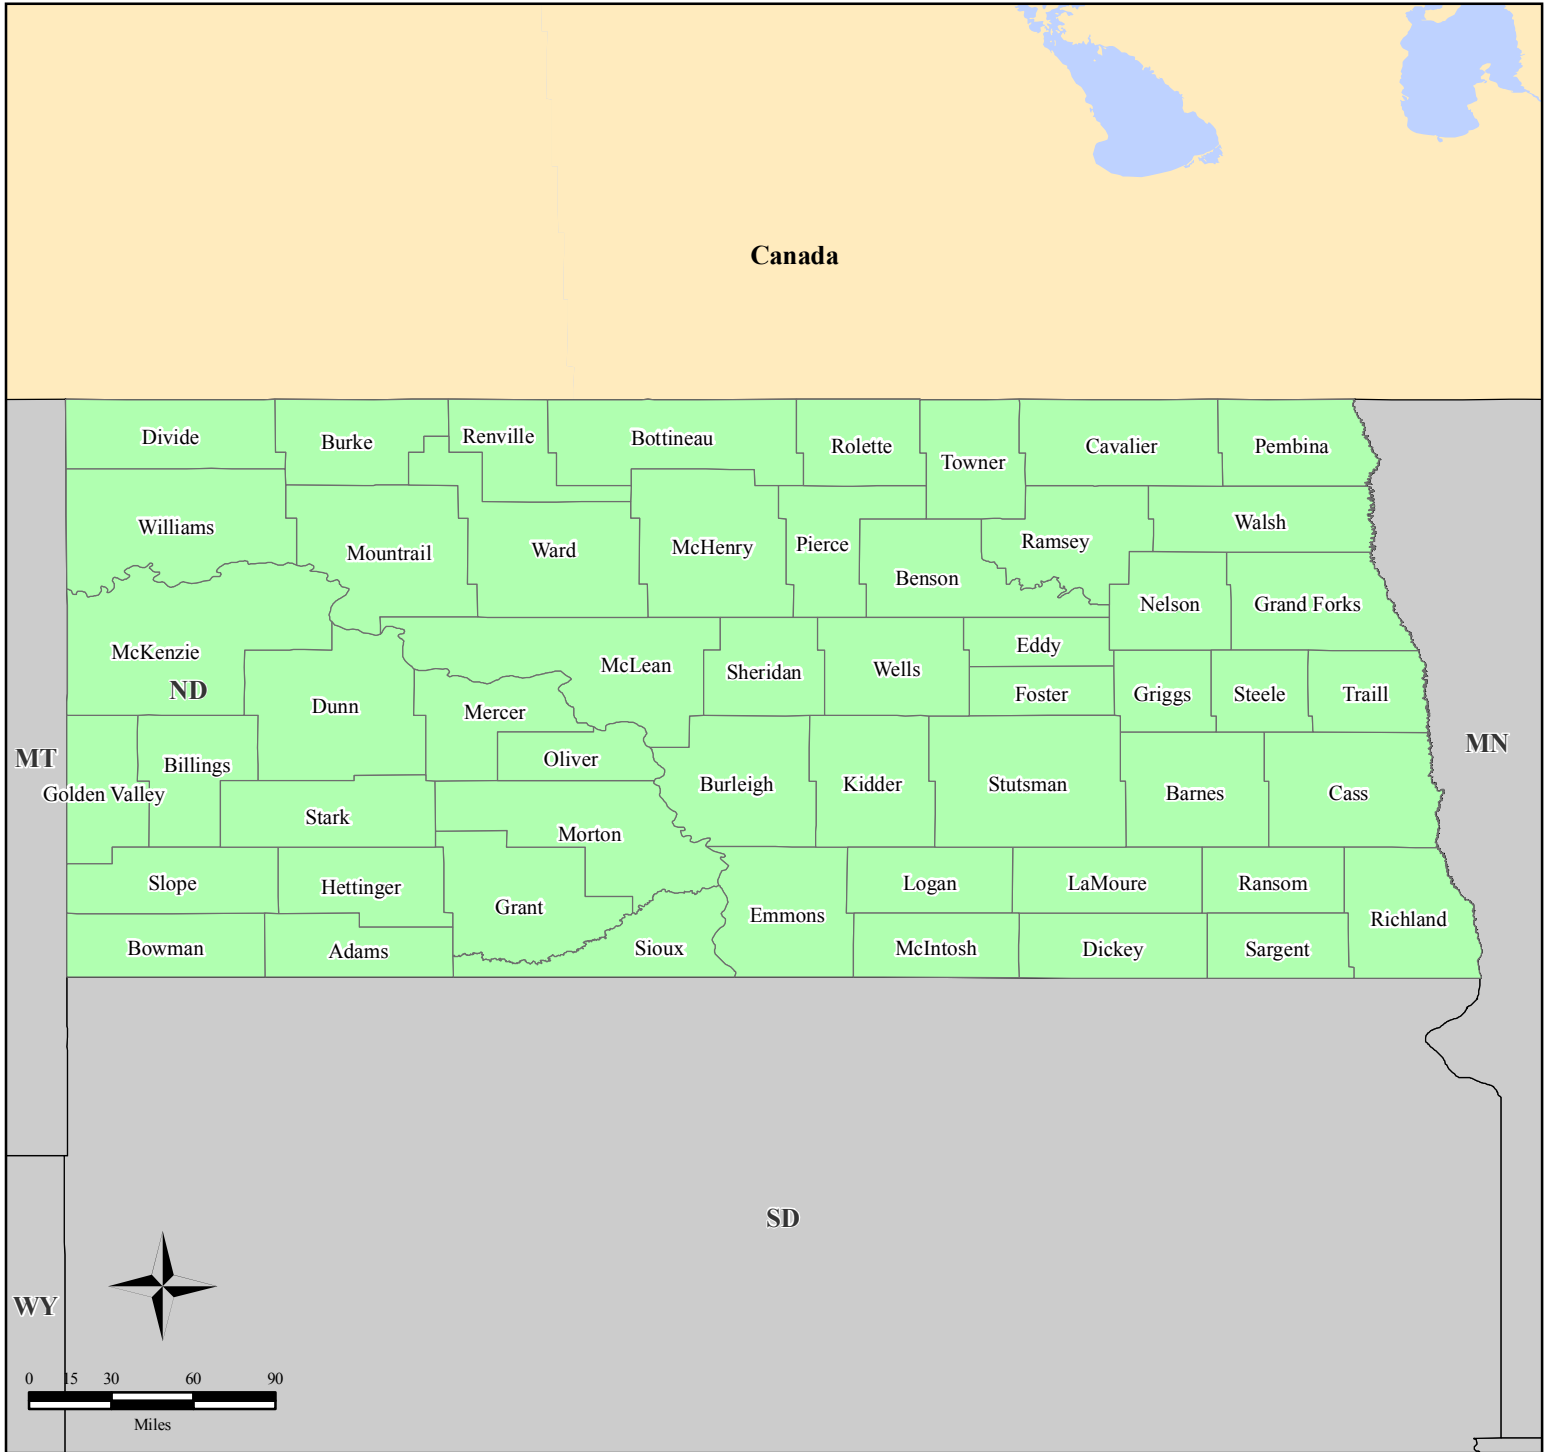 Canada
Divide
Burke
Renville
Bottineau
Rolette
Towner
Cavalier
Pembina
Williams
Mountrail
Ward
McHenry
Pierce
Benson
Ramsey
Walsh
Nelson
Grand Forks
McKenzie
ND
Dunn
Mercer
McLean
Sheridan
Wells
Eddy
Foster
Griggs
Steele
Traill
MT
MN
Golden Valley
Billings
Stark
Oliver
Morton
Burleigh
Kidder
Stutsman
Barnes
Cass
Slope
Hettinger
Grant
Emmons
Logan
LaMoure
Ransom
Richland
Bowman
Adams
Sioux
McIntosh
Dickey
Sargent
SD
WY
0 15 30 60 90
Miles